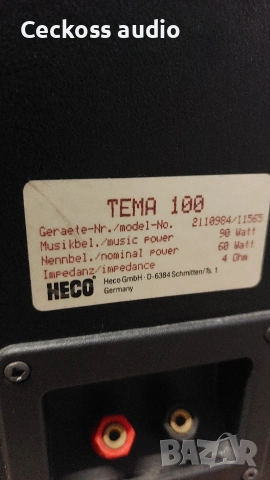 Ceckoss audio
TEMA 100
Geraete-Nr./model-No. 2110984/11565
Musikbel./music power 90 Watt
Nennbel./nominal power 60 Watt
Impedanz/impedance 4 Ohm
HECO® Heco GmbH · D-6384 Schmitten/Ts. 1
Germany
bazar